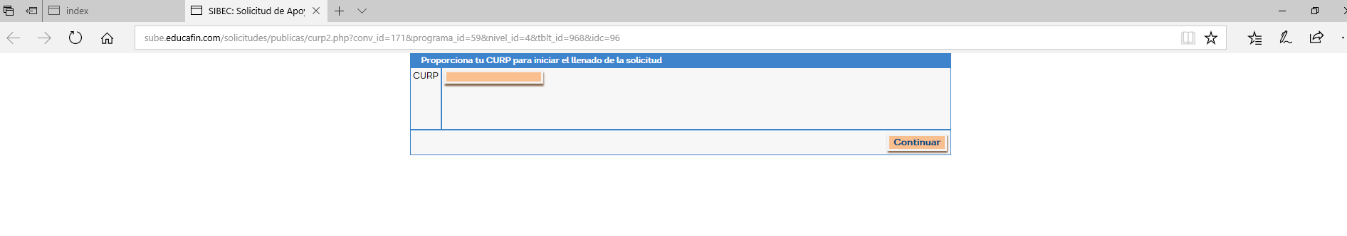 index
SIBEC: Solicitud de Apoy
sube.educafin.com/solicitudes/publicas/curp2.php?conv_id=171&programa_id=59&nivel_id=4&tblt_id=968&idc=96
Proporciona tu CURP para iniciar el llenado de la solicitud
CURP
Continuar